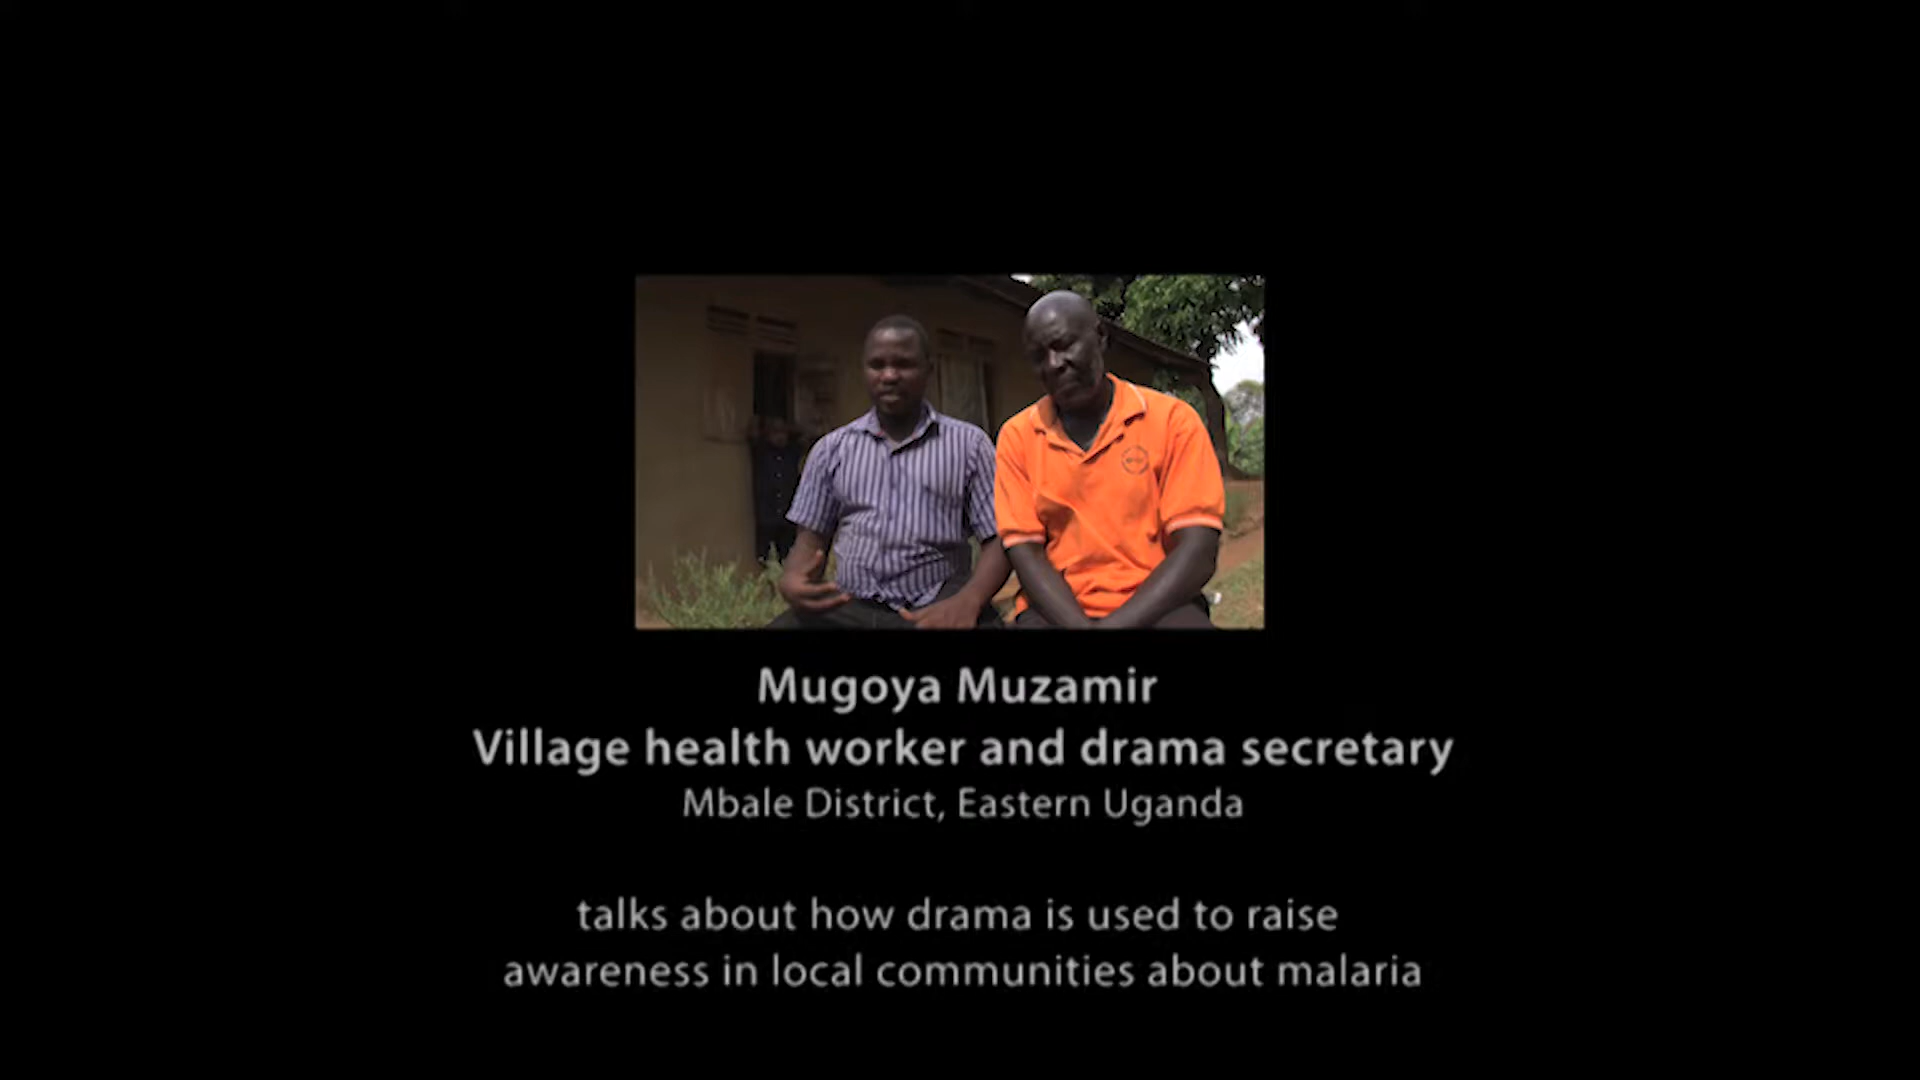 Mugoya Muzamir
Village health worker and drama secretary
Mbale District, Eastern Uganda
talks about how drama is used to raise
awareness in local communities about malaria